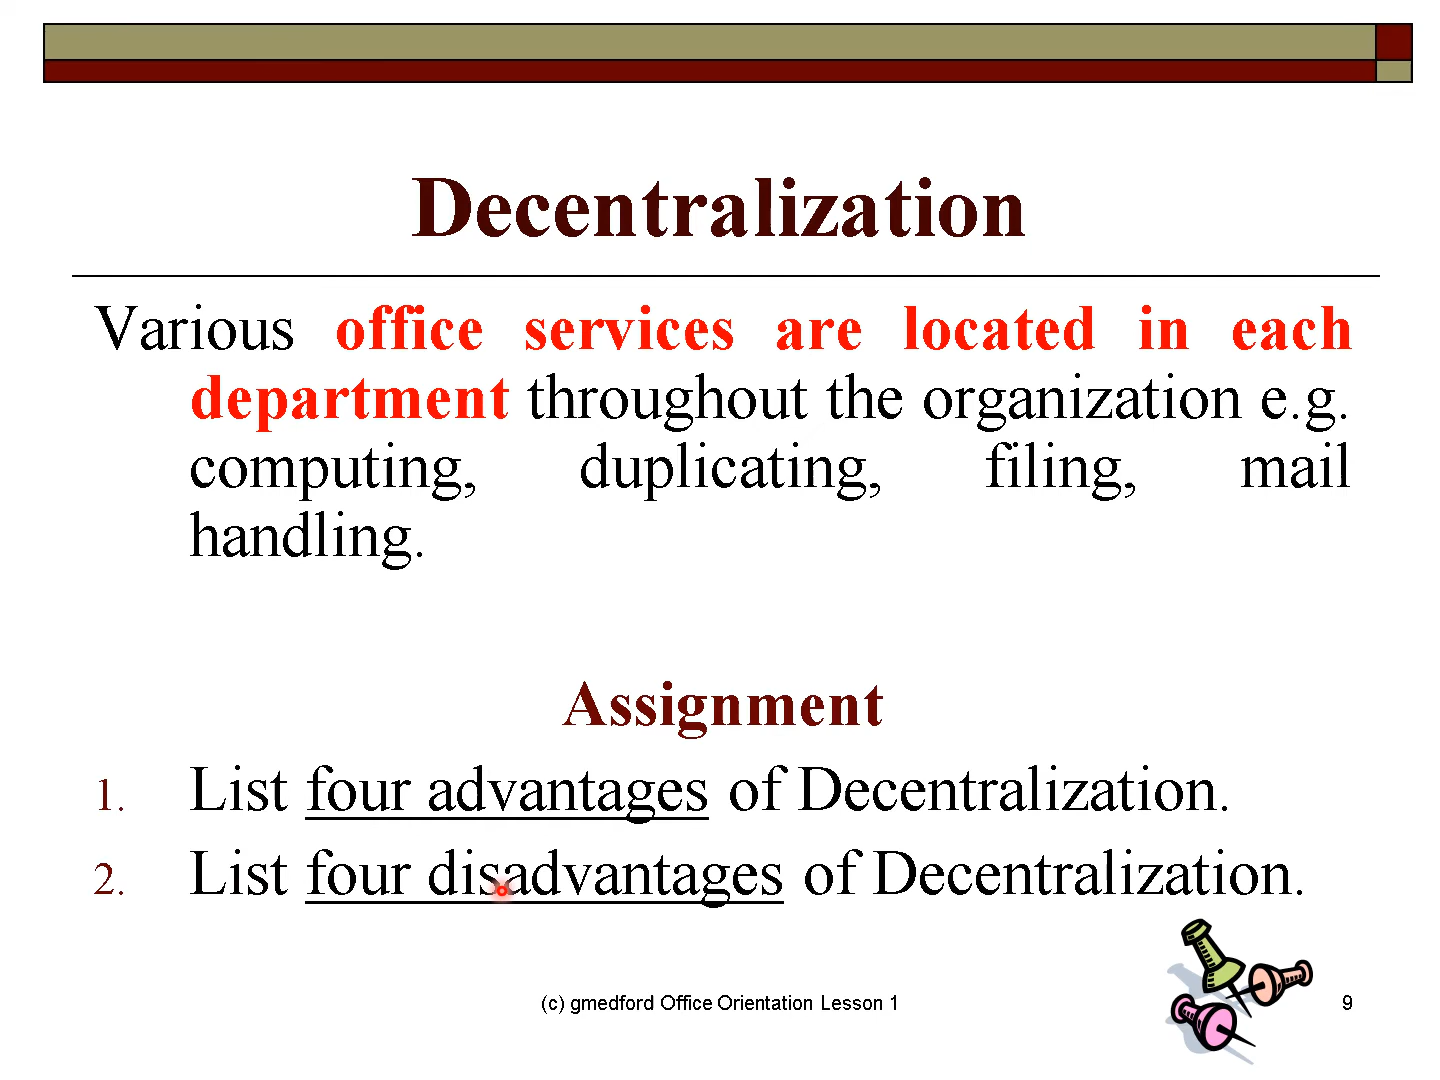 Decentralization
Various office services are located in each
department throughout the organization e.g.
computing, duplicating, filing, mail
handling.
Assignment
1. List four advantages of Decentralization.
2. List four disadvantages of Decentralization.
(c) gmedford Office Orientation Lesson 1
9